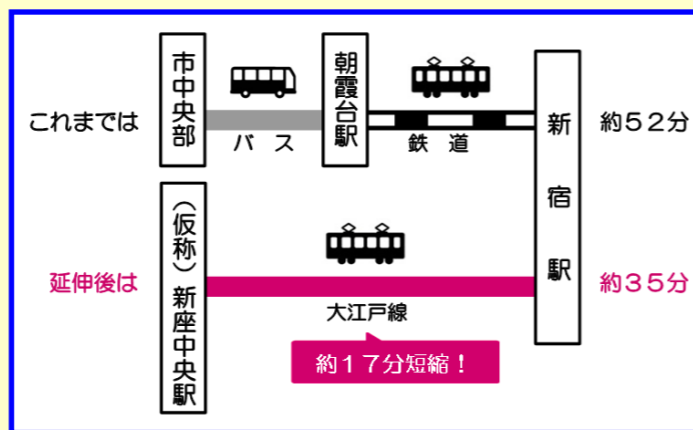 これまでは
市中央部
バス
朝霞台駅
鉄道
新宿駅
約５２分
延伸後は
（仮称）新座中央駅
大江戸線
約３５分
約１７分短縮！